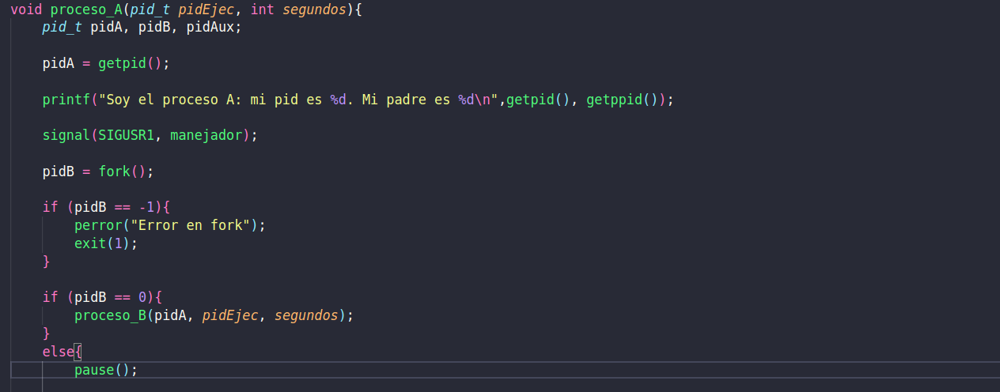 void proceso_A(pid_t pidEjec, int segundos){
    pid_t pidA, pidB, pidAux;
    pidA = getpid();
    printf("Soy el proceso A: mi pid es %d. Mi padre es %d\n",getpid(), getppid());
    signal(SIGUSR1, manejador);
    pidB = fork();
    if (pidB == -1){
        perror("Error en fork");
        exit(1);
    }
    if (pidB == 0){
        proceso_B(pidA, pidEjec, segundos);
    }
    else{
        pause();